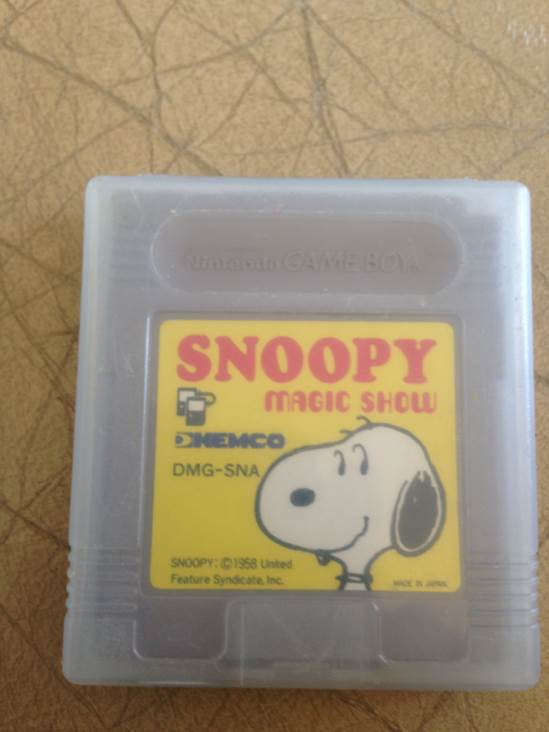 Nintendo GAME BOY
SNOOPY
MAGIC SHOW
KEMCO
DMG-SNA
SNOOPY: ©1958 United
Feature Syndicate, Inc.
MADE IN JAPAN